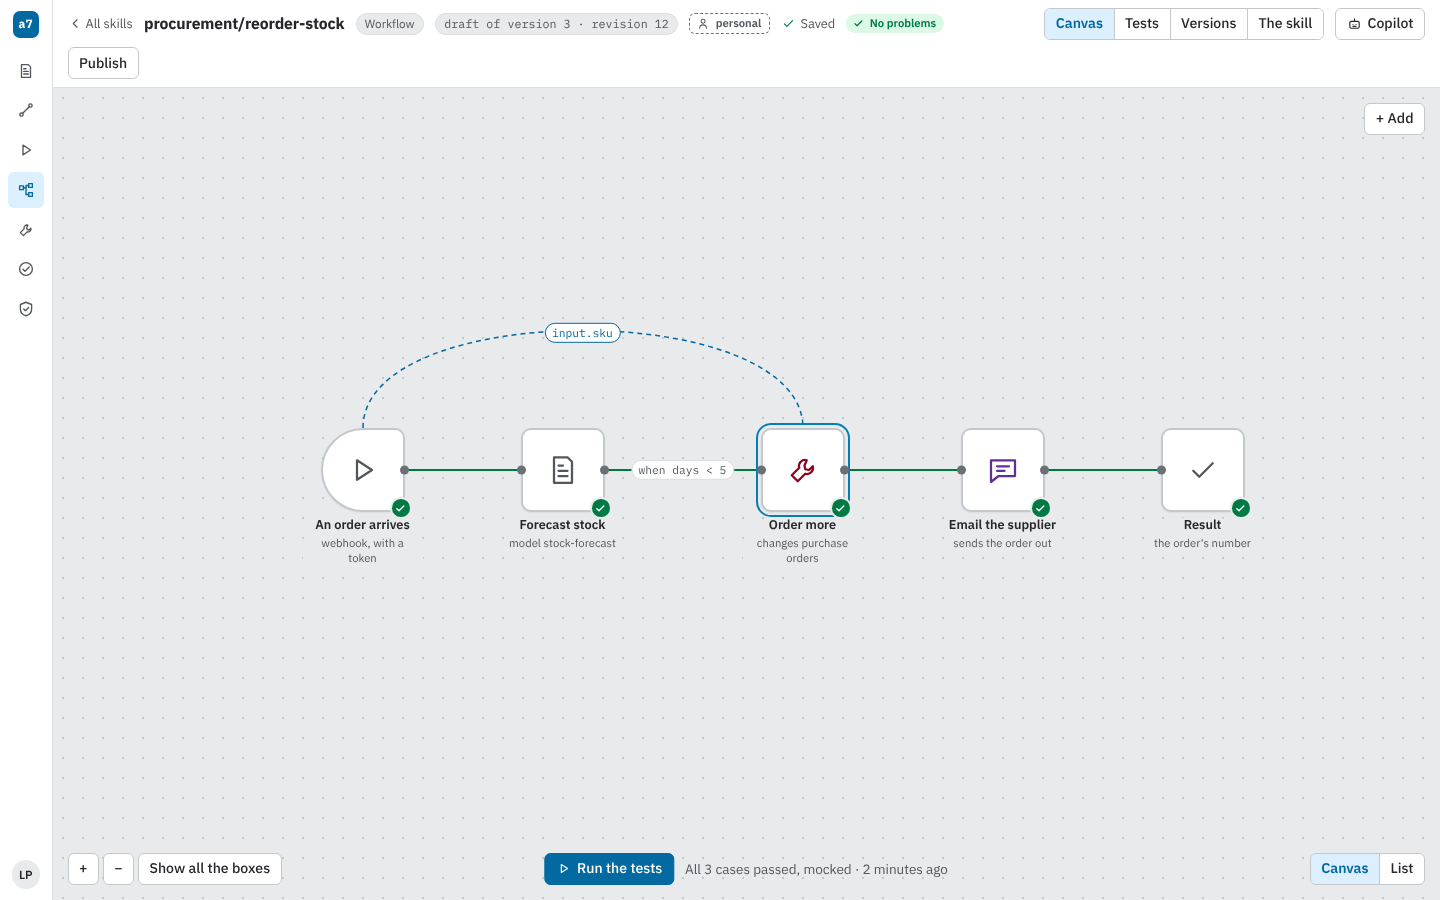 a7
All skills
procurement/reorder-stock
Workflow
draft of version 3 · revision 12
personal
Saved
No problems
Canvas
Tests
Versions
The skill
Copilot
Publish
+ Add
input.sku
when days < 5
An order arrives
webhook, with a
token
Forecast stock
model stock-forecast
Order more
changes purchase
orders
Email the supplier
sends the order out
Result
the order's number
LP
+
−
Show all the boxes
Run the tests
All 3 cases passed, mocked · 2 minutes ago
Canvas
List